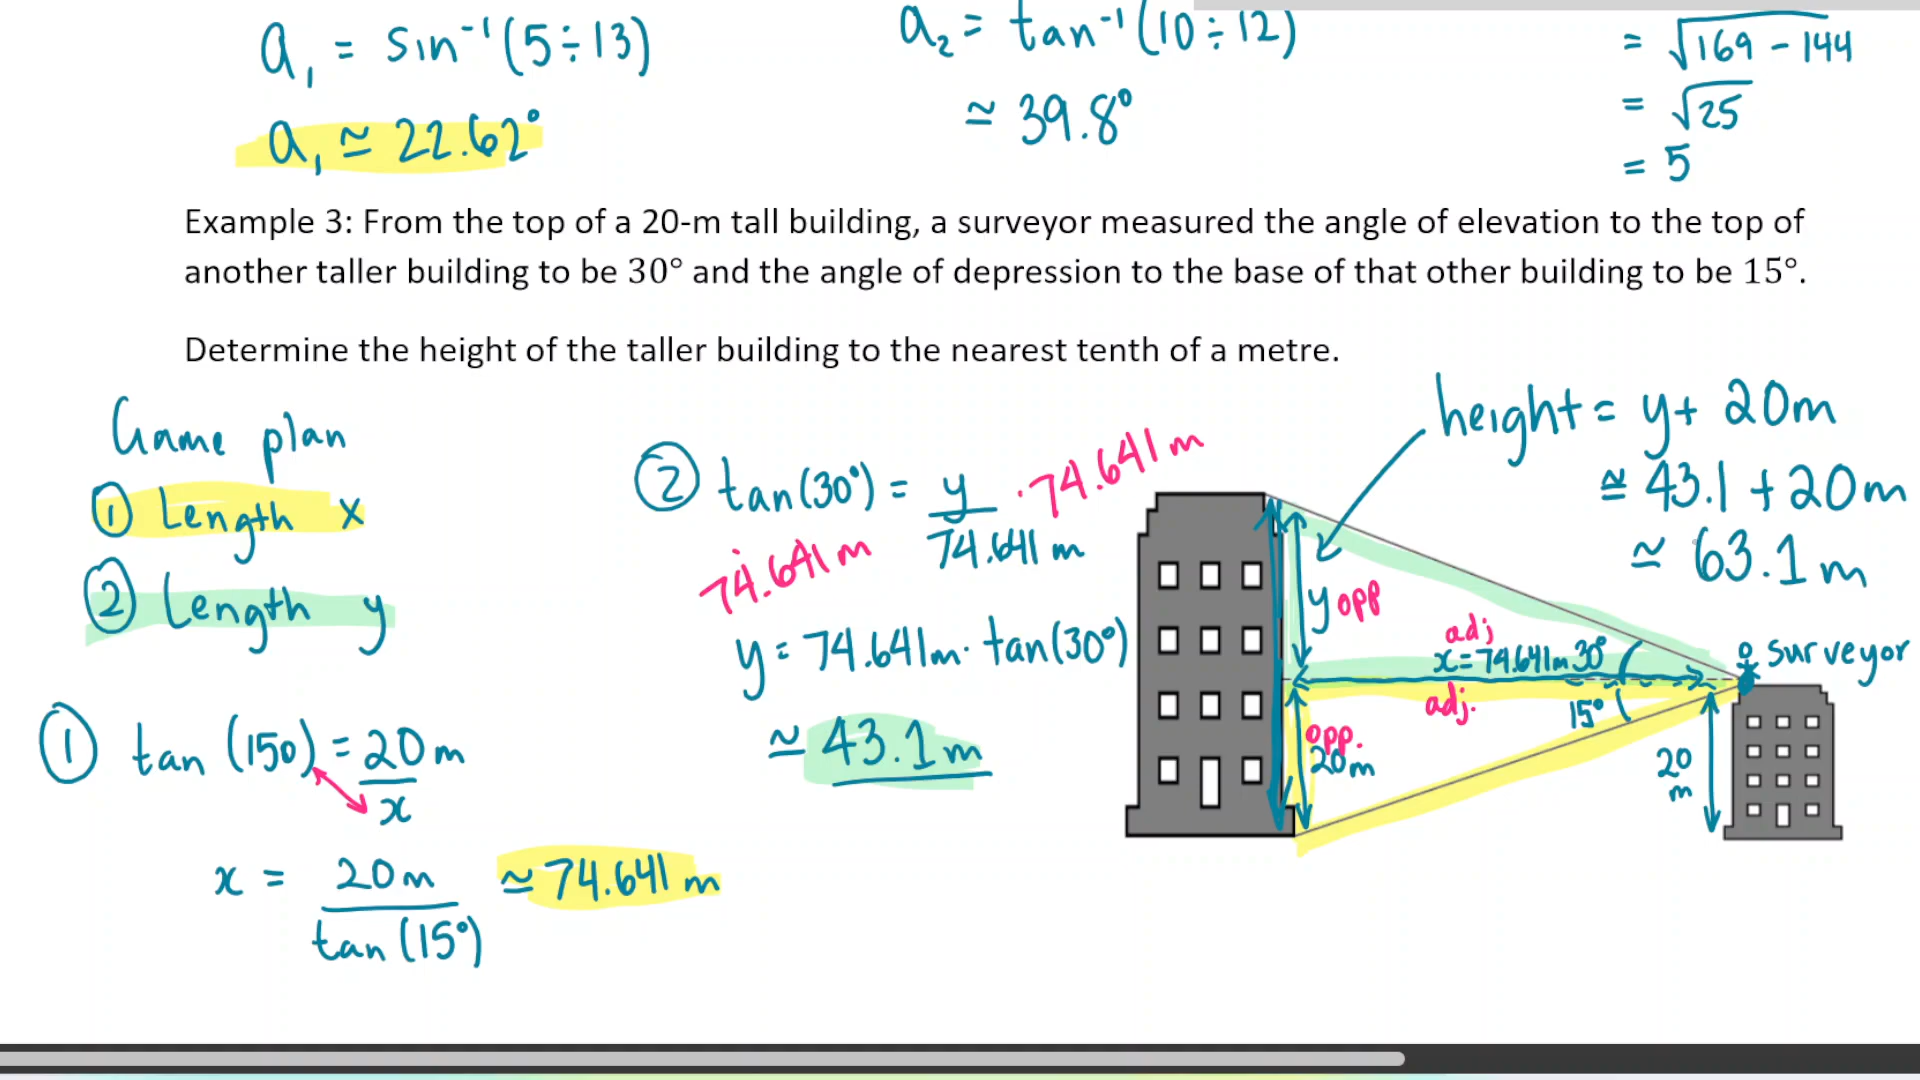 a₁ = sin⁻¹(5÷13)
a₁ ≃ 22.62°
a₂ = tan⁻¹(10÷12)
≃ 39.8°
= √169 - 144
= √25
= 5
Example 3: From the top of a 20-m tall building, a surveyor measured the angle of elevation to the top of
another taller building to be 30° and the angle of depression to the base of that other building to be 15°.
Determine the height of the taller building to the nearest tenth of a metre.
Game plan
① Length x
② Length y
① tan (150) = 20m
x
x = 20m ≃ 74.641 m
tan (15°)
② tan(30°) = y · 74.641 m
74.641 m
74.641 m
y = 74.641m · tan(30°)
≃ 43.1 m
height = y + 20m
≃ 43.1 + 20m
≃ 63.1 m
y opp
adj
x = 74.641m 30°
surveyor
adj.
15°
opp.
20m
20
m